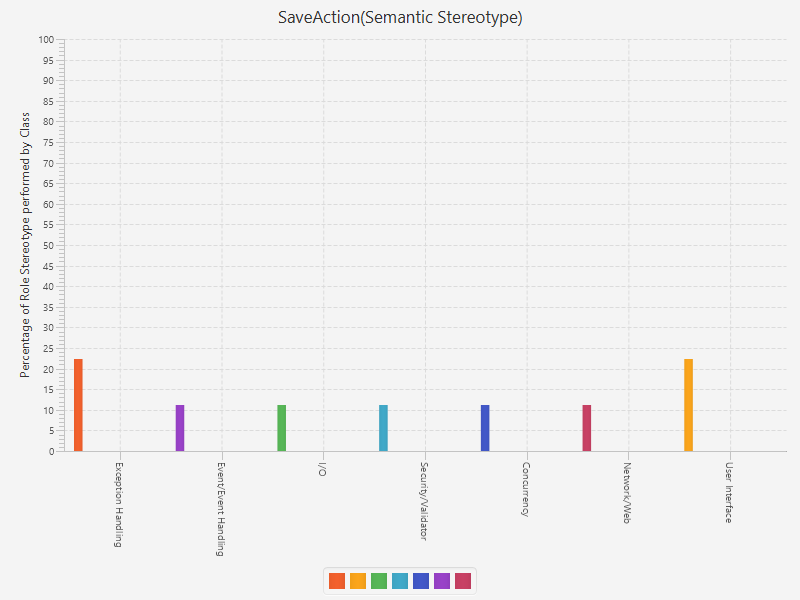 SaveAction(Semantic Stereotype)
Percentage of Role Stereotype performed by Class
100
95
90
85
80
75
70
65
60
55
50
45
40
35
30
25
20
15
10
5
0
Exception Handling
Event/Event Handling
I/O
Security/Validator
Concurrency
Network/Web
User Interface